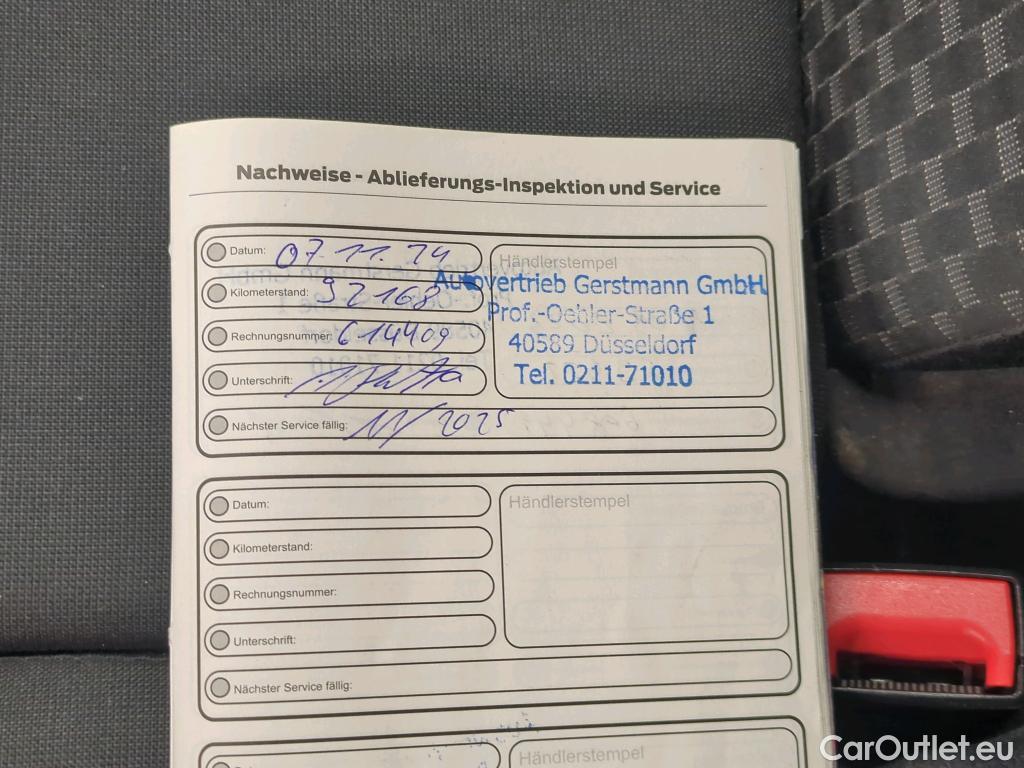 Nachweise - Ablieferungs-Inspektion und Service
Datum: 07.11.24
Kilometerstand: 92168
Rechnungsnummer: 614409
Unterschrift:
Händlerstempel
Autovertrieb Gerstmann GmbH
Prof.-Oehler-Straße 1
40589 Düsseldorf
Tel. 0211-71010
Nächster Service fällig: 11/2025
Datum:
Kilometerstand:
Rechnungsnummer:
Unterschrift:
Händlerstempel
Nächster Service fällig:
Händlerstempel
CarOutlet.eu